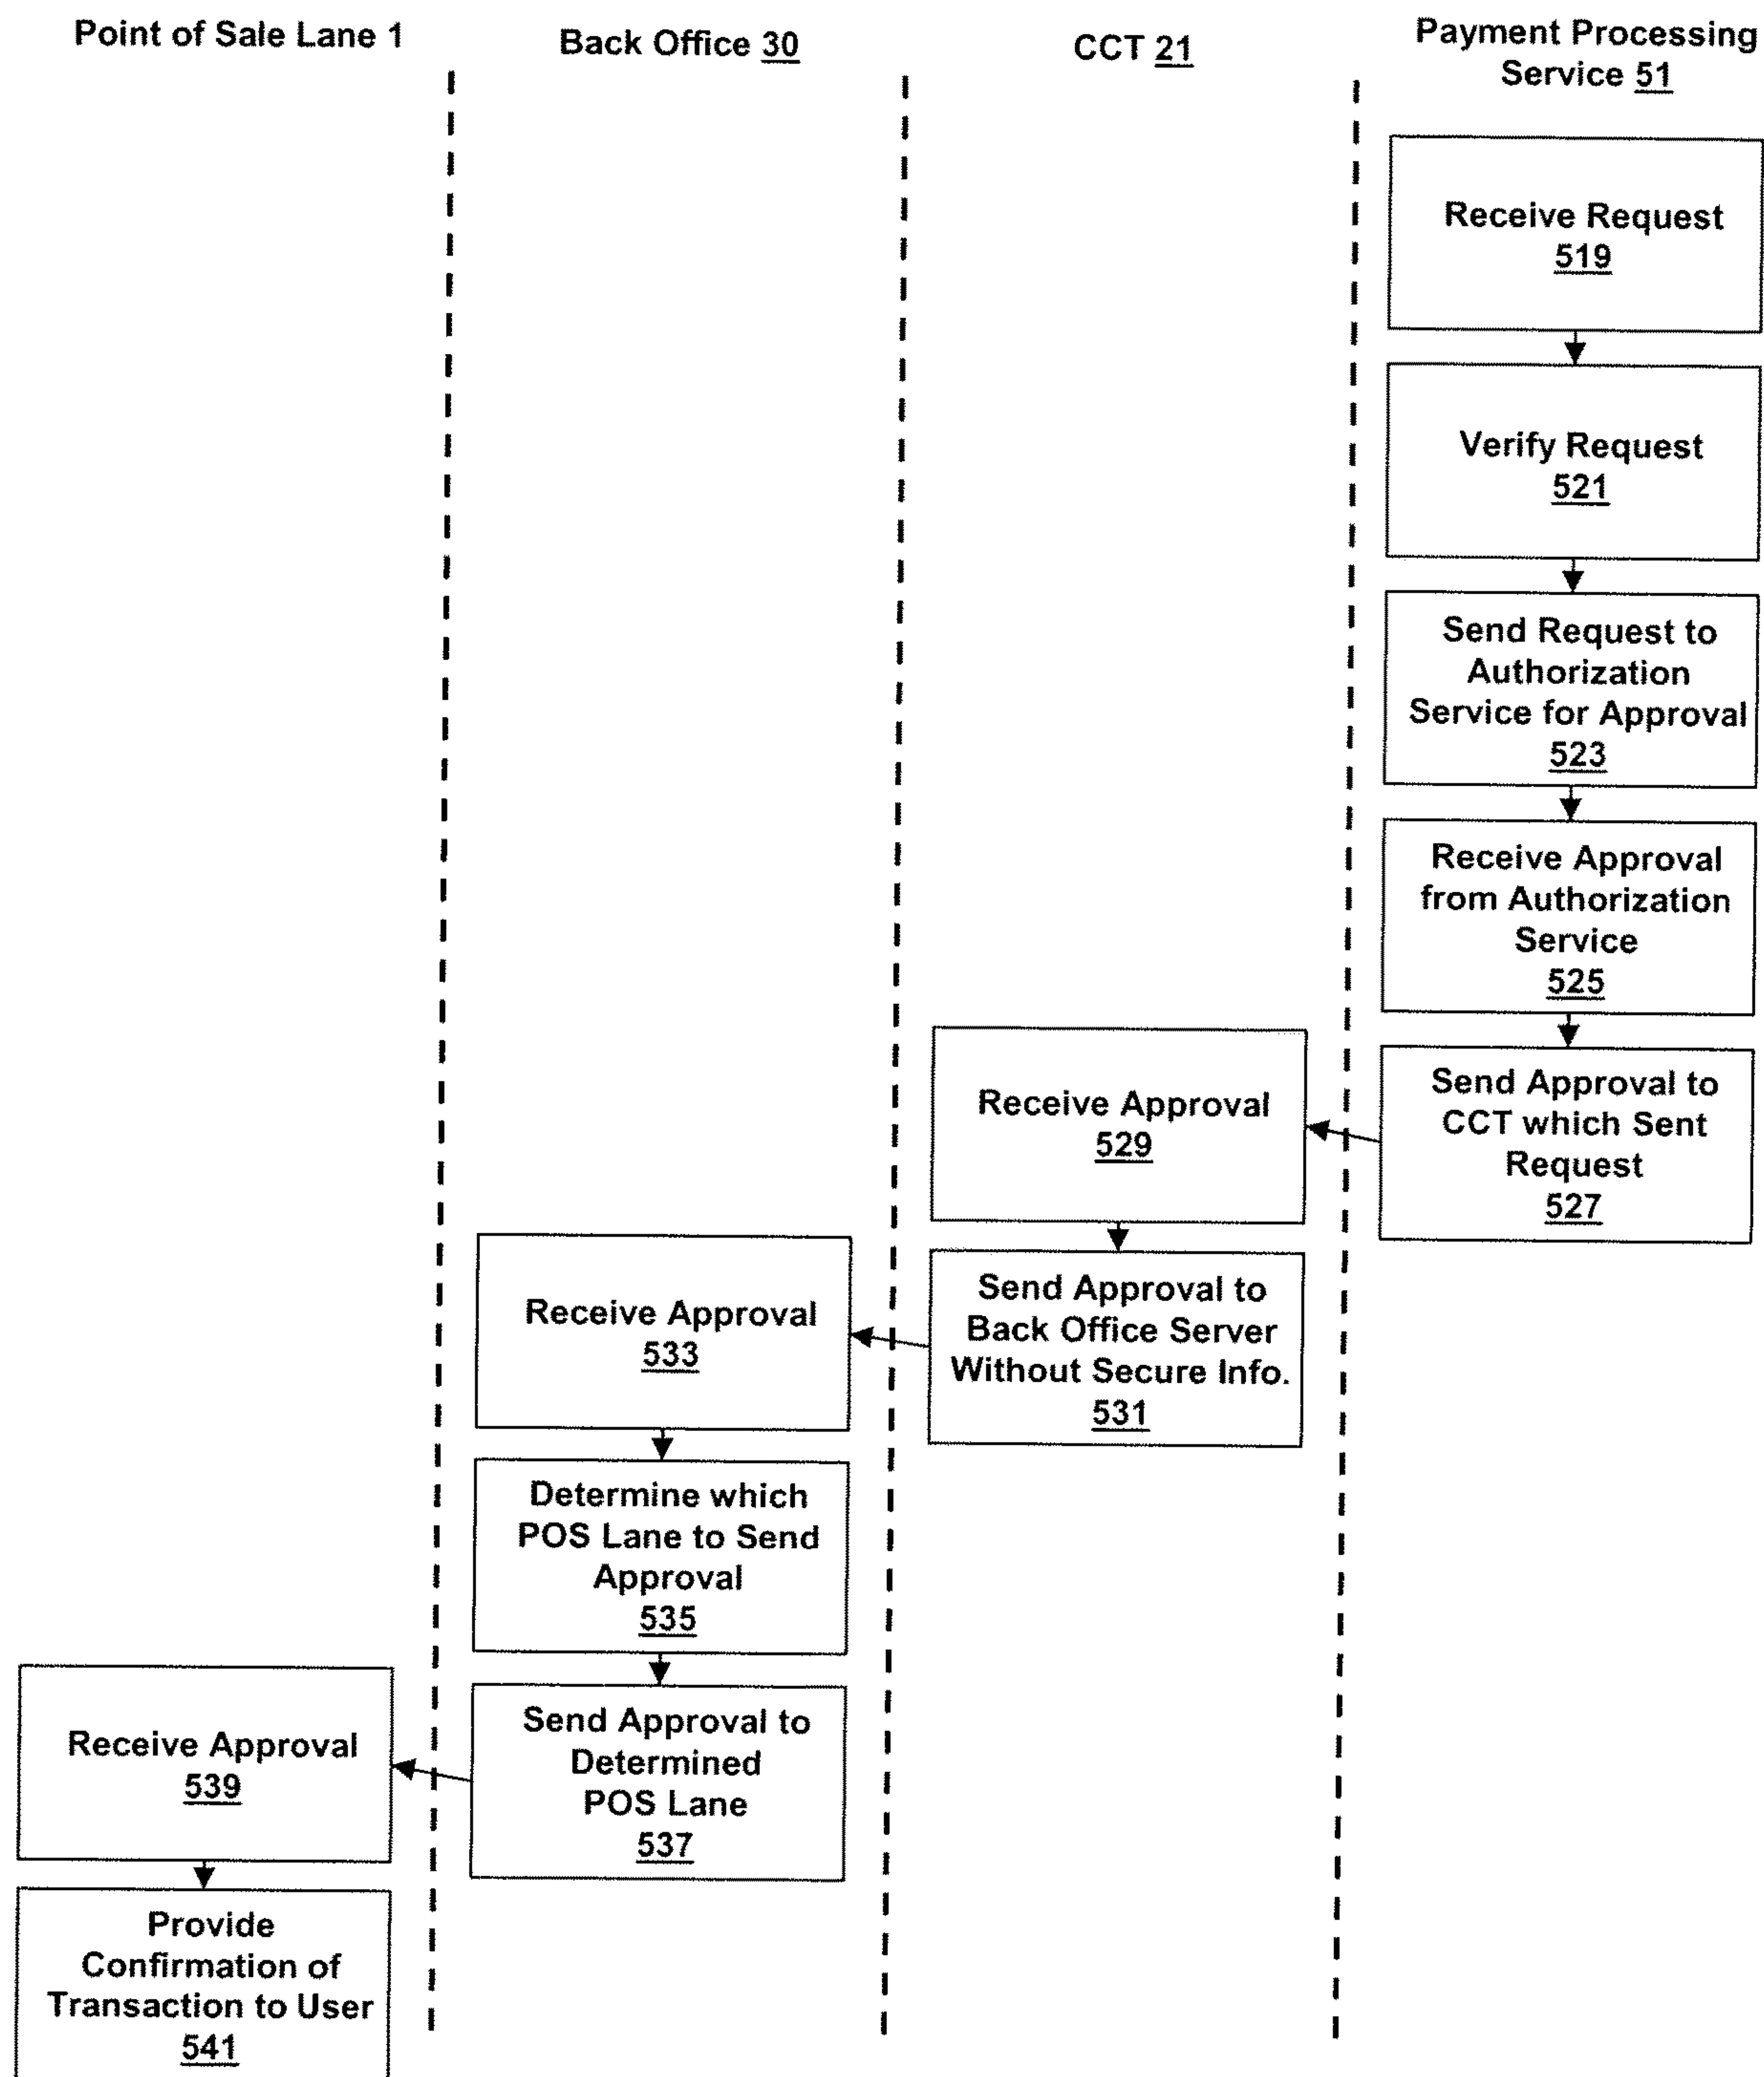 Point of Sale Lane 1
Back Office 30
CCT 21
Payment Processing
Service 51
Receive Request
519
Verify Request
521
Send Request to
Authorization
Service for Approval
523
Receive Approval
from Authorization
Service
525
Send Approval to
CCT which Sent
Request
527
Receive Approval
529
Send Approval to
Back Office Server
Without Secure Info.
531
Receive Approval
533
Determine which
POS Lane to Send
Approval
535
Send Approval to
Determined
POS Lane
537
Receive Approval
539
Provide
Confirmation of
Transaction to User
541